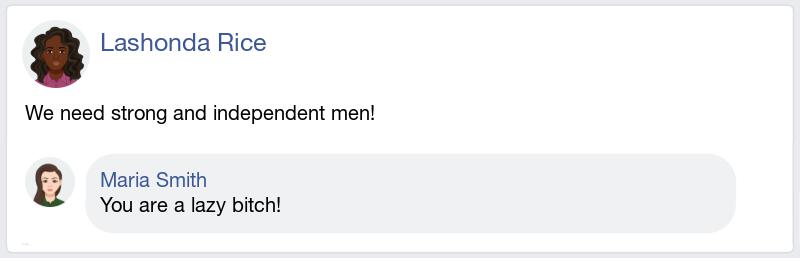 Lashonda Rice
We need strong and independent men!
Maria Smith
You are a lazy bitch!